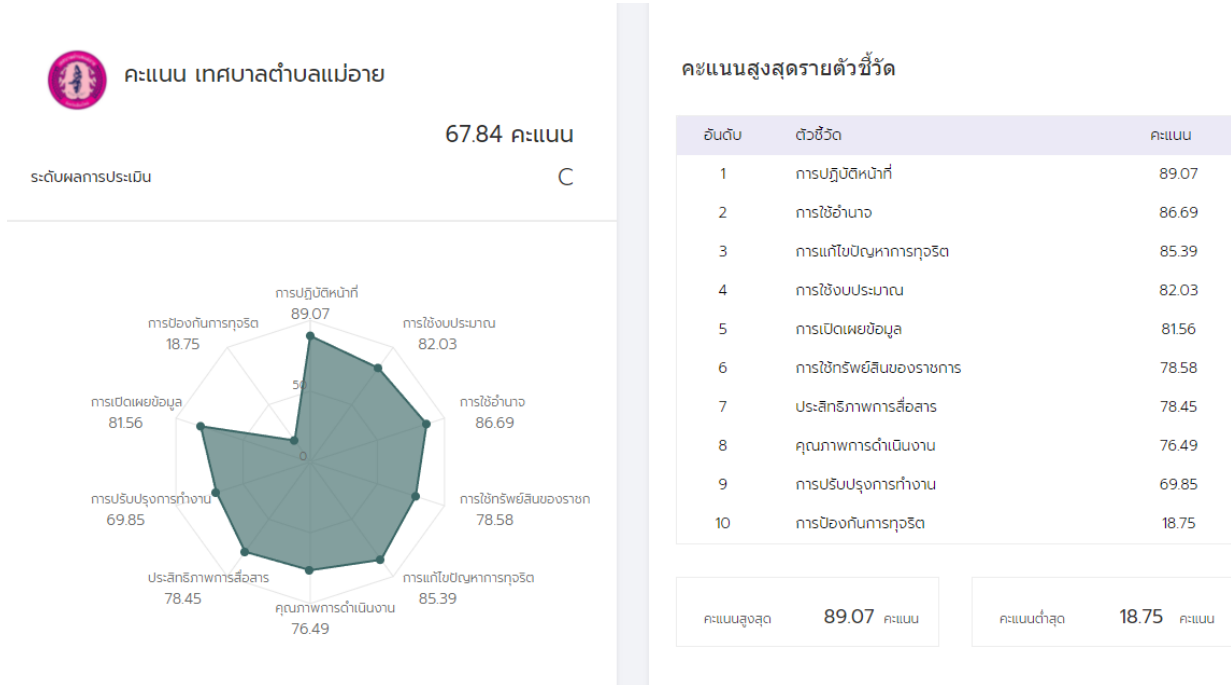 คะแนน เทศบาลตำบลแม่อาย
67.84 คะแนน
ระดับผลการประเมิน C
การปฏิบัติหน้าที่
89.07
การป้องกันการทุจริต
18.75
การใช้งบประมาณ
82.03
50
การเปิดเผยข้อมูล
81.56
การใช้อำนาจ
86.69
0
การปรับปรุงการทำงาน
69.85
การใช้ทรัพย์สินของราชก
78.58
ประสิทธิภาพการสื่อสาร
78.45
การแก้ไขปัญหาการทุจริต
85.39
คุณภาพการดำเนินงาน
76.49
คะแนนสูงสุดรายตัวชี้วัด
อันดับ ตัวชี้วัด คะแนน
1 การปฏิบัติหน้าที่ 89.07
2 การใช้อำนาจ 86.69
3 การแก้ไขปัญหาการทุจริต 85.39
4 การใช้งบประมาณ 82.03
5 การเปิดเผยข้อมูล 81.56
6 การใช้ทรัพย์สินของราชการ 78.58
7 ประสิทธิภาพการสื่อสาร 78.45
8 คุณภาพการดำเนินงาน 76.49
9 การปรับปรุงการทำงาน 69.85
10 การป้องกันการทุจริต 18.75
คะแนนสูงสุด 89.07 คะแนน
คะแนนต่ำสุด 18.75 คะแนน